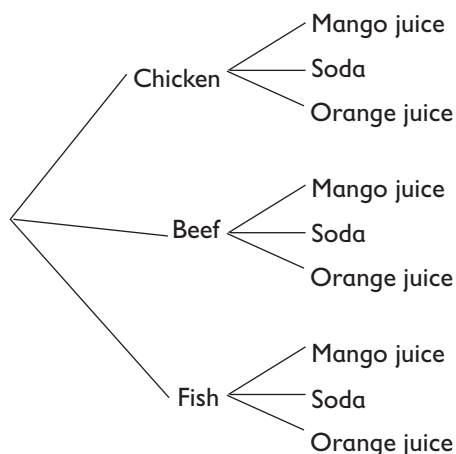 Mango juice
Chicken
Soda
Orange juice
Mango juice
Beef
Soda
Orange juice
Mango juice
Fish
Soda
Orange juice